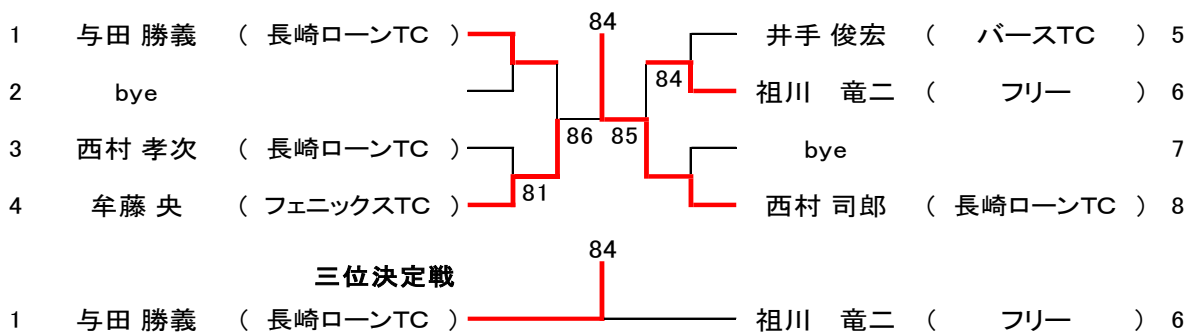 84
1 与田 勝義 ( 長崎ローンTC ) 井手 俊宏 ( バースTC ) 5
84
2 bye 祖川 竜二 ( フリー ) 6
86 85
3 西村 孝次 ( 長崎ローンTC ) bye 7
81
4 牟藤 央 ( フェニックスTC ) 西村 司郎 ( 長崎ローンTC ) 8
84
三位決定戦
1 与田 勝義 ( 長崎ローンTC ) 祖川 竜二 ( フリー ) 6